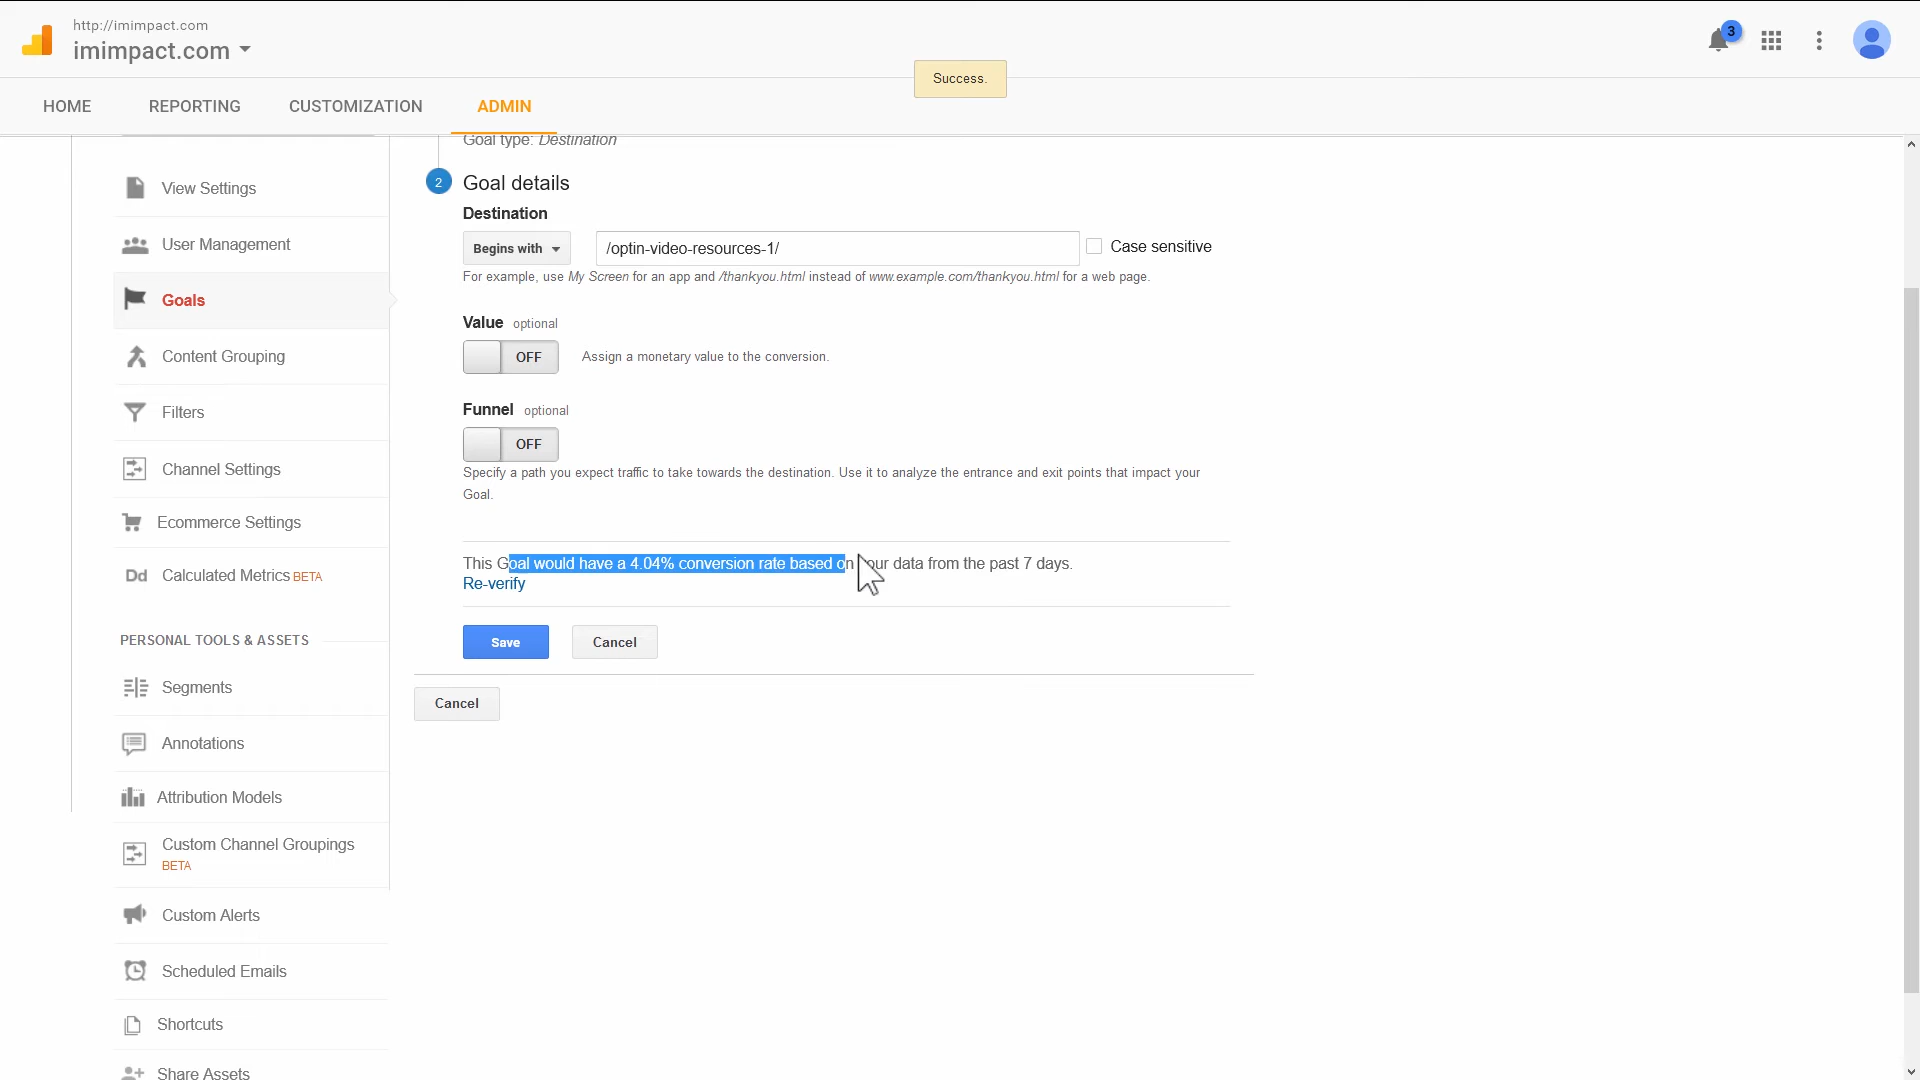 http://imimpact.com
imimpact.com
3
Success.
HOME
REPORTING
CUSTOMIZATION
ADMIN
Goal type: Destination
View Settings
User Management
Goals
Content Grouping
Filters
Channel Settings
Ecommerce Settings
Dd Calculated Metrics BETA
PERSONAL TOOLS & ASSETS
Segments
Annotations
Attribution Models
Custom Channel Groupings
BETA
Custom Alerts
Scheduled Emails
Shortcuts
Share Assets
2 Goal details
Destination
Begins with /optin-video-resources-1/ Case sensitive
For example, use My Screen for an app and /thankyou.html instead of www.example.com/thankyou.html for a web page.
Value optional
OFF Assign a monetary value to the conversion.
Funnel optional
OFF
Specify a path you expect traffic to take towards the destination. Use it to analyze the entrance and exit points that impact your
Goal.
This Goal would have a 4.04% conversion rate based on your data from the past 7 days.
Re-verify
Save Cancel
Cancel